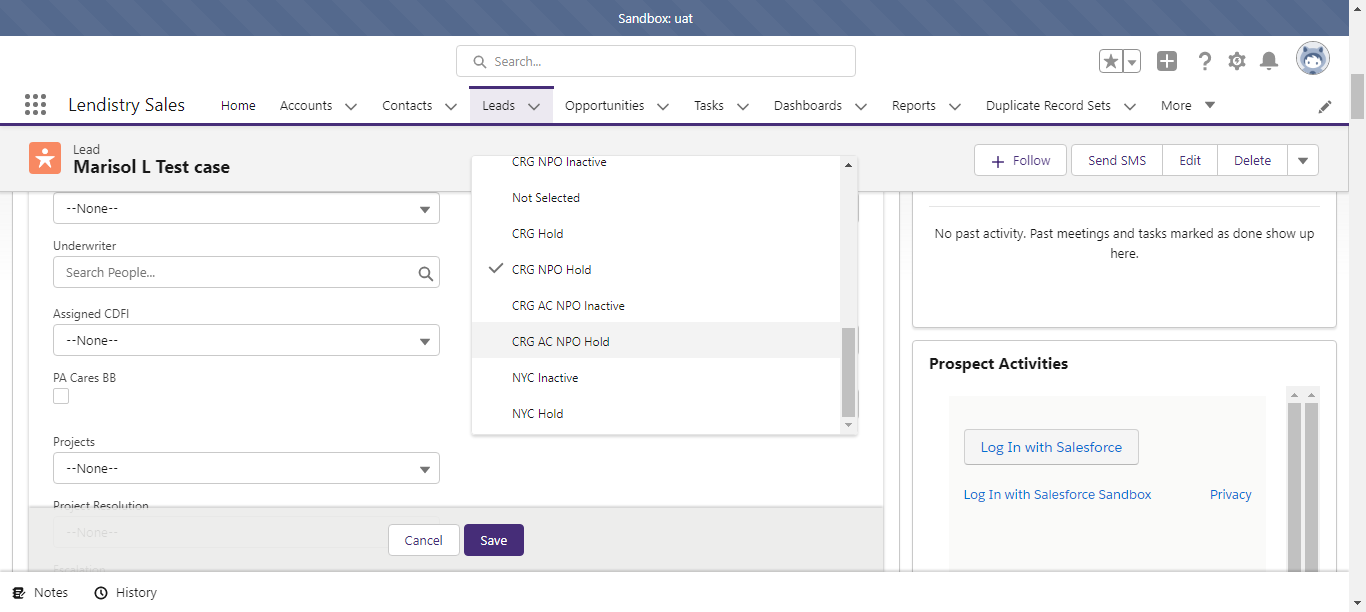 Sandbox: uat
Search...
Lendistry Sales
Home
Accounts
Contacts
Leads
Opportunities
Tasks
Dashboards
Reports
Duplicate Record Sets
More
Lead
Marisol L Test case
Follow
Send SMS
Edit
Delete
--None--
Underwriter
Search People...
Assigned CDFI
--None--
PA Cares BB
Projects
--None--
Project Resolution
--None--
Escalation
CRG NPO Inactive
Not Selected
CRG Hold
CRG NPO Hold
CRG AC NPO Inactive
CRG AC NPO Hold
NYC Inactive
NYC Hold
Cancel
Save
No past activity. Past meetings and tasks marked as done show up
here.
Prospect Activities
Log In with Salesforce
Log In with Salesforce Sandbox
Privacy
Notes
History